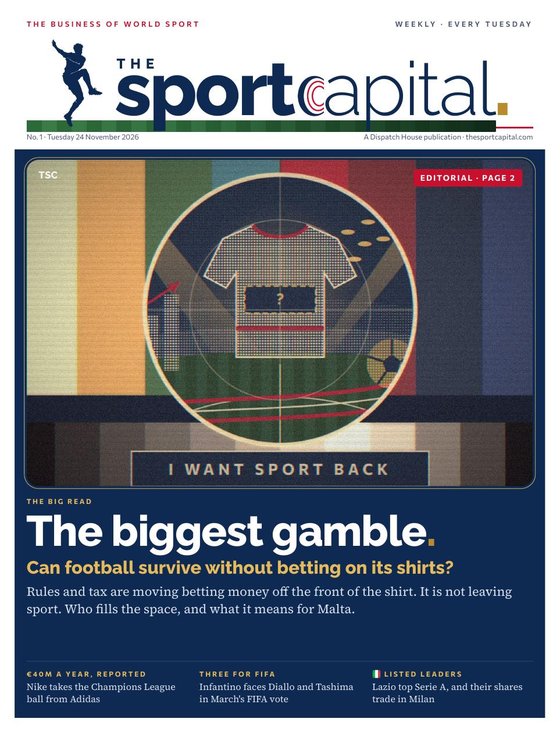 THE BUSINESS OF WORLD SPORT
WEEKLY · EVERY TUESDAY
THE
sportcapital.
No. 1 · Tuesday 24 November 2026
A Dispatch House publication · thesportcapital.com
TSC
EDITORIAL · PAGE 2
?
I WANT SPORT BACK
THE BIG READ
The biggest gamble.
Can football survive without betting on its shirts?
Rules and tax are moving betting money off the front of the shirt. It is not leaving
sport. Who fills the space, and what it means for Malta.
€40M A YEAR, REPORTED
Nike takes the Champions League
ball from Adidas
THREE FOR FIFA
Infantino faces Diallo and Tashima
in March's FIFA vote
LISTED LEADERS
Lazio top Serie A, and their shares
trade in Milan